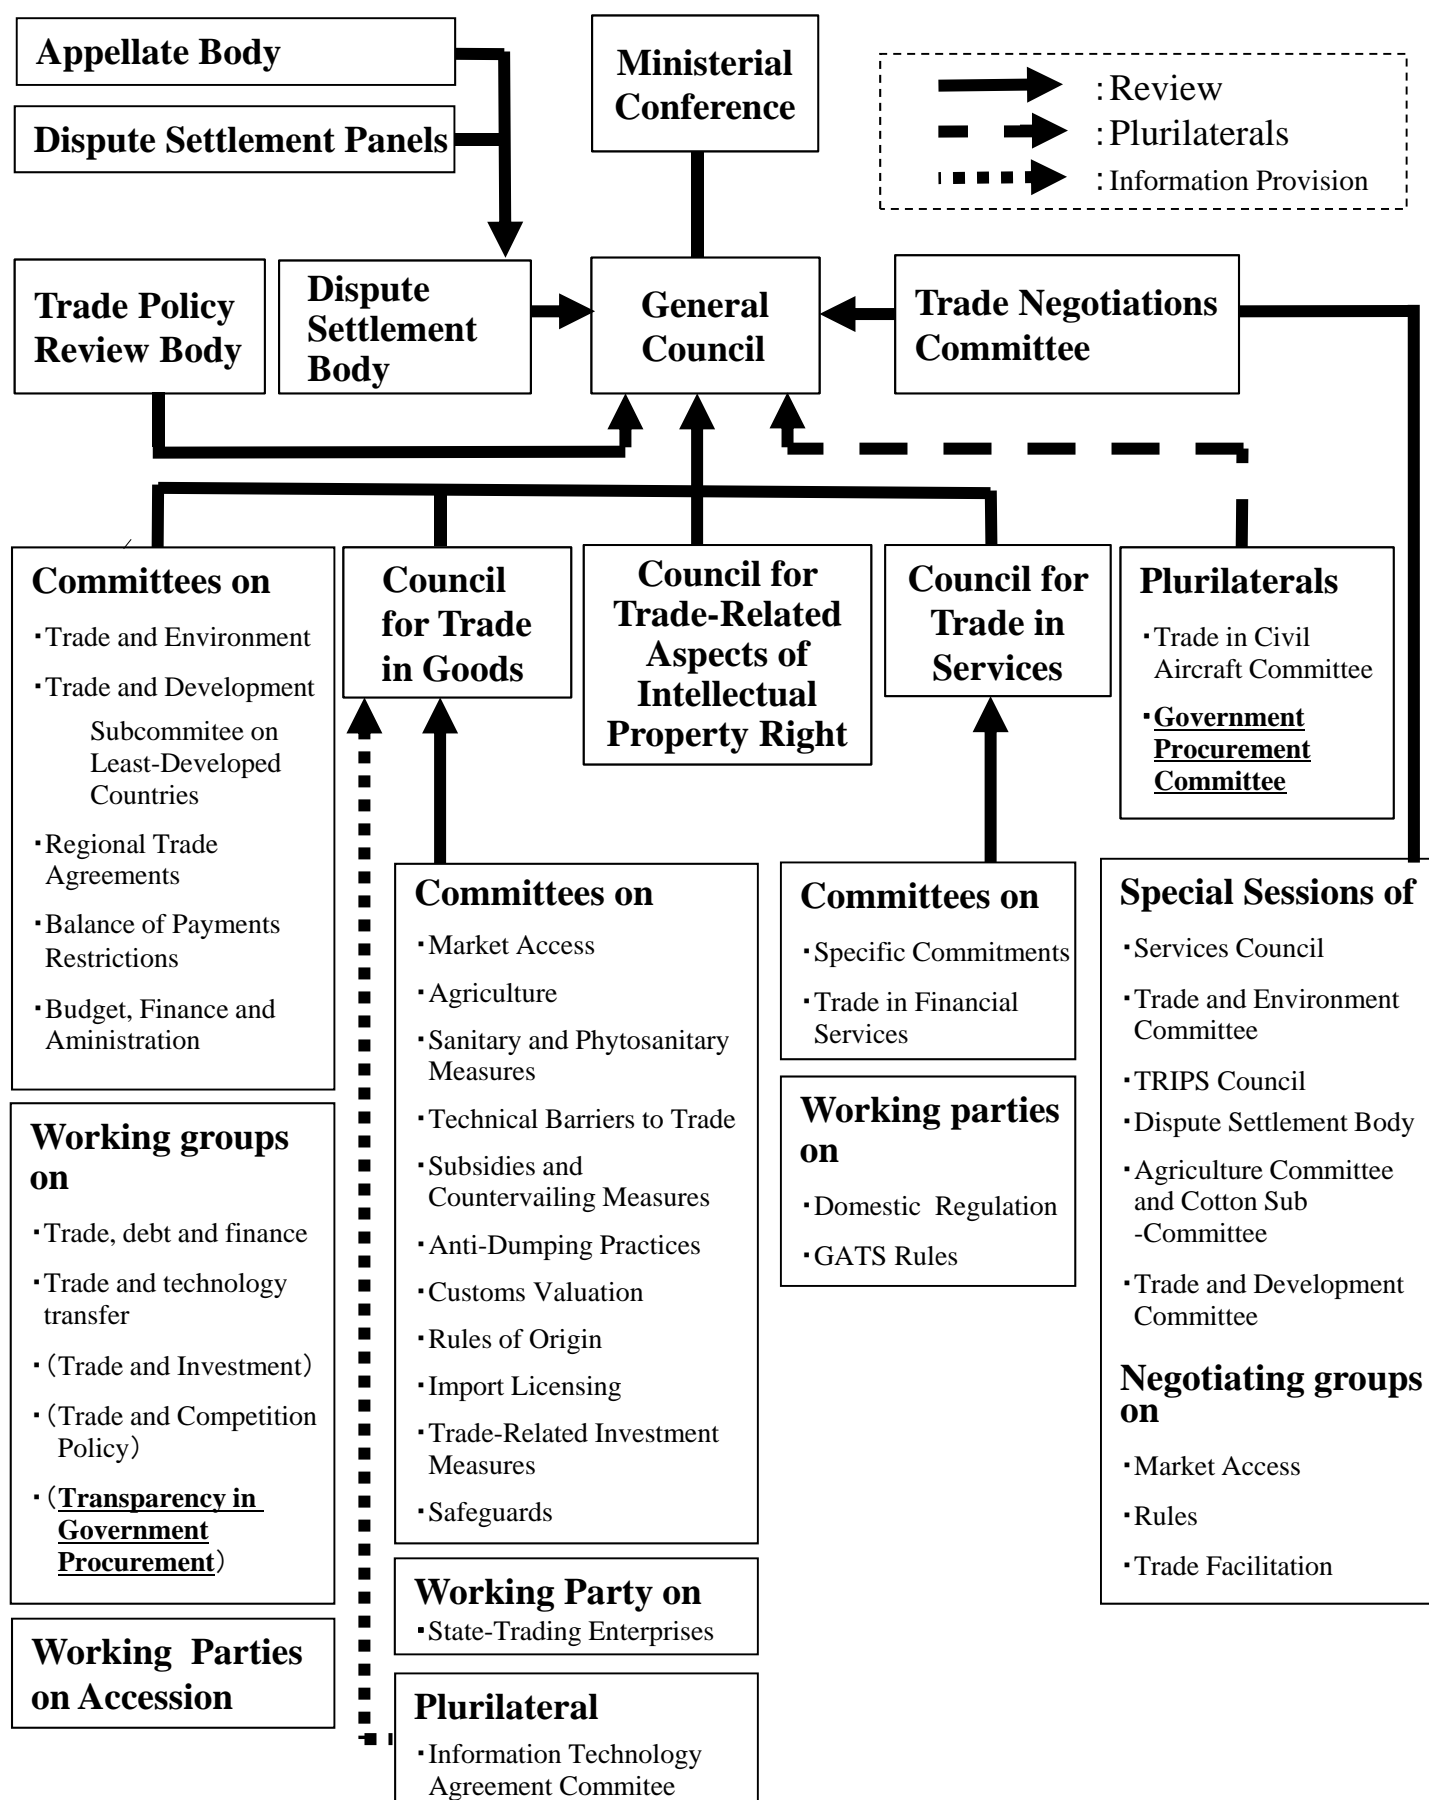 Appellate Body
Dispute Settlement Panels
Ministerial
Conference
:Review
:Plurilaterals
:Information Provision
Trade Policy
Review Body
Dispute
Settlement
Body
General
Council
Trade Negotiations
Committee
Committees on
・Trade and Environment
・Trade and Development
Subcommitee on
Least-Developed
Countries
・Regional Trade
Agreements
・Balance of Payments
Restrictions
・Budget, Finance and
Aministration
Council
for Trade
in Goods
Council for
Trade-Related
Aspects of
Intellectual
Property Right
Council for
Trade in
Services
Plurilaterals
・Trade in Civil
Aircraft Committee
・Government
Procurement
Committee
Working groups
on
・Trade, debt and finance
・Trade and technology
transfer
・（Trade and Investment）
・（Trade and Competition
Policy）
・（Transparency in
Government
Procurement）
Working Parties
on Accession
Committees on
・Market Access
・Agriculture
・Sanitary and Phytosanitary
Measures
・Technical Barriers to Trade
・Subsidies and
Countervailing Measures
・Anti-Dumping Practices
・Customs Valuation
・Rules of Origin
・Import Licensing
・Trade-Related Investment
Measures
・Safeguards
Working Party on
・State-Trading Enterprises
Plurilateral
・Information Technology
Agreement Commitee
Committees on
・Specific Commitments
・Trade in Financial
Services
Working parties
on
・Domestic Regulation
・GATS Rules
Special Sessions of
・Services Council
・Trade and Environment
Committee
・TRIPS Council
・Dispute Settlement Body
・Agriculture Committee
and Cotton Sub
-Committee
・Trade and Development
Committee
Negotiating groups
on
・Market Access
・Rules
・Trade Facilitation